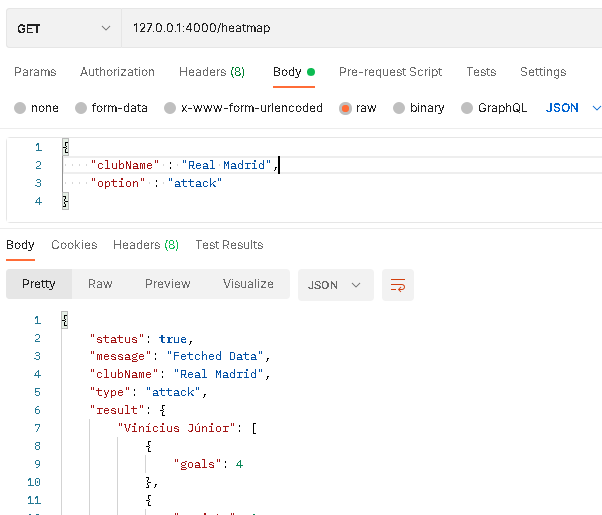 GET 127.0.0.1:4000/heatmap
Params Authorization Headers (8) Body Pre-request Script Tests Settings
none form-data x-www-form-urlencoded raw binary GraphQL JSON
1 {
2 "clubName" : "Real Madrid",
3 "option" : "attack"
4 }
Body Cookies Headers (8) Test Results
Pretty Raw Preview Visualize JSON
1 {
2 "status": true,
3 "message": "Fetched Data",
4 "clubName": "Real Madrid",
5 "type": "attack",
6 "result": {
7 "Vinícius Júnior": [
8 {
9 "goals": 4
10 },
11 {